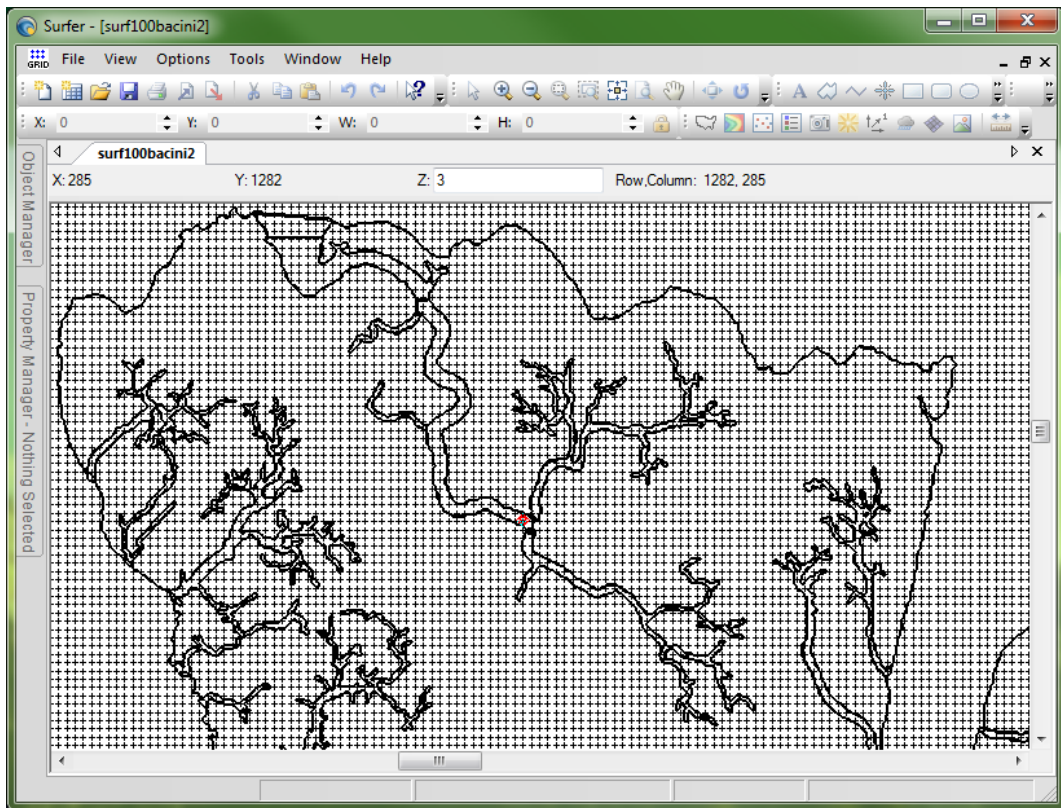 Surfer - [surf100bacini2]
GRID File View Options Tools Window Help
X: 0 Y: 0 W: 0 H: 0
surf100bacini2
X: 285 Y: 1282 Z: 3 Row,Column: 1282, 285
Object Manager
Property Manager - Nothing Selected